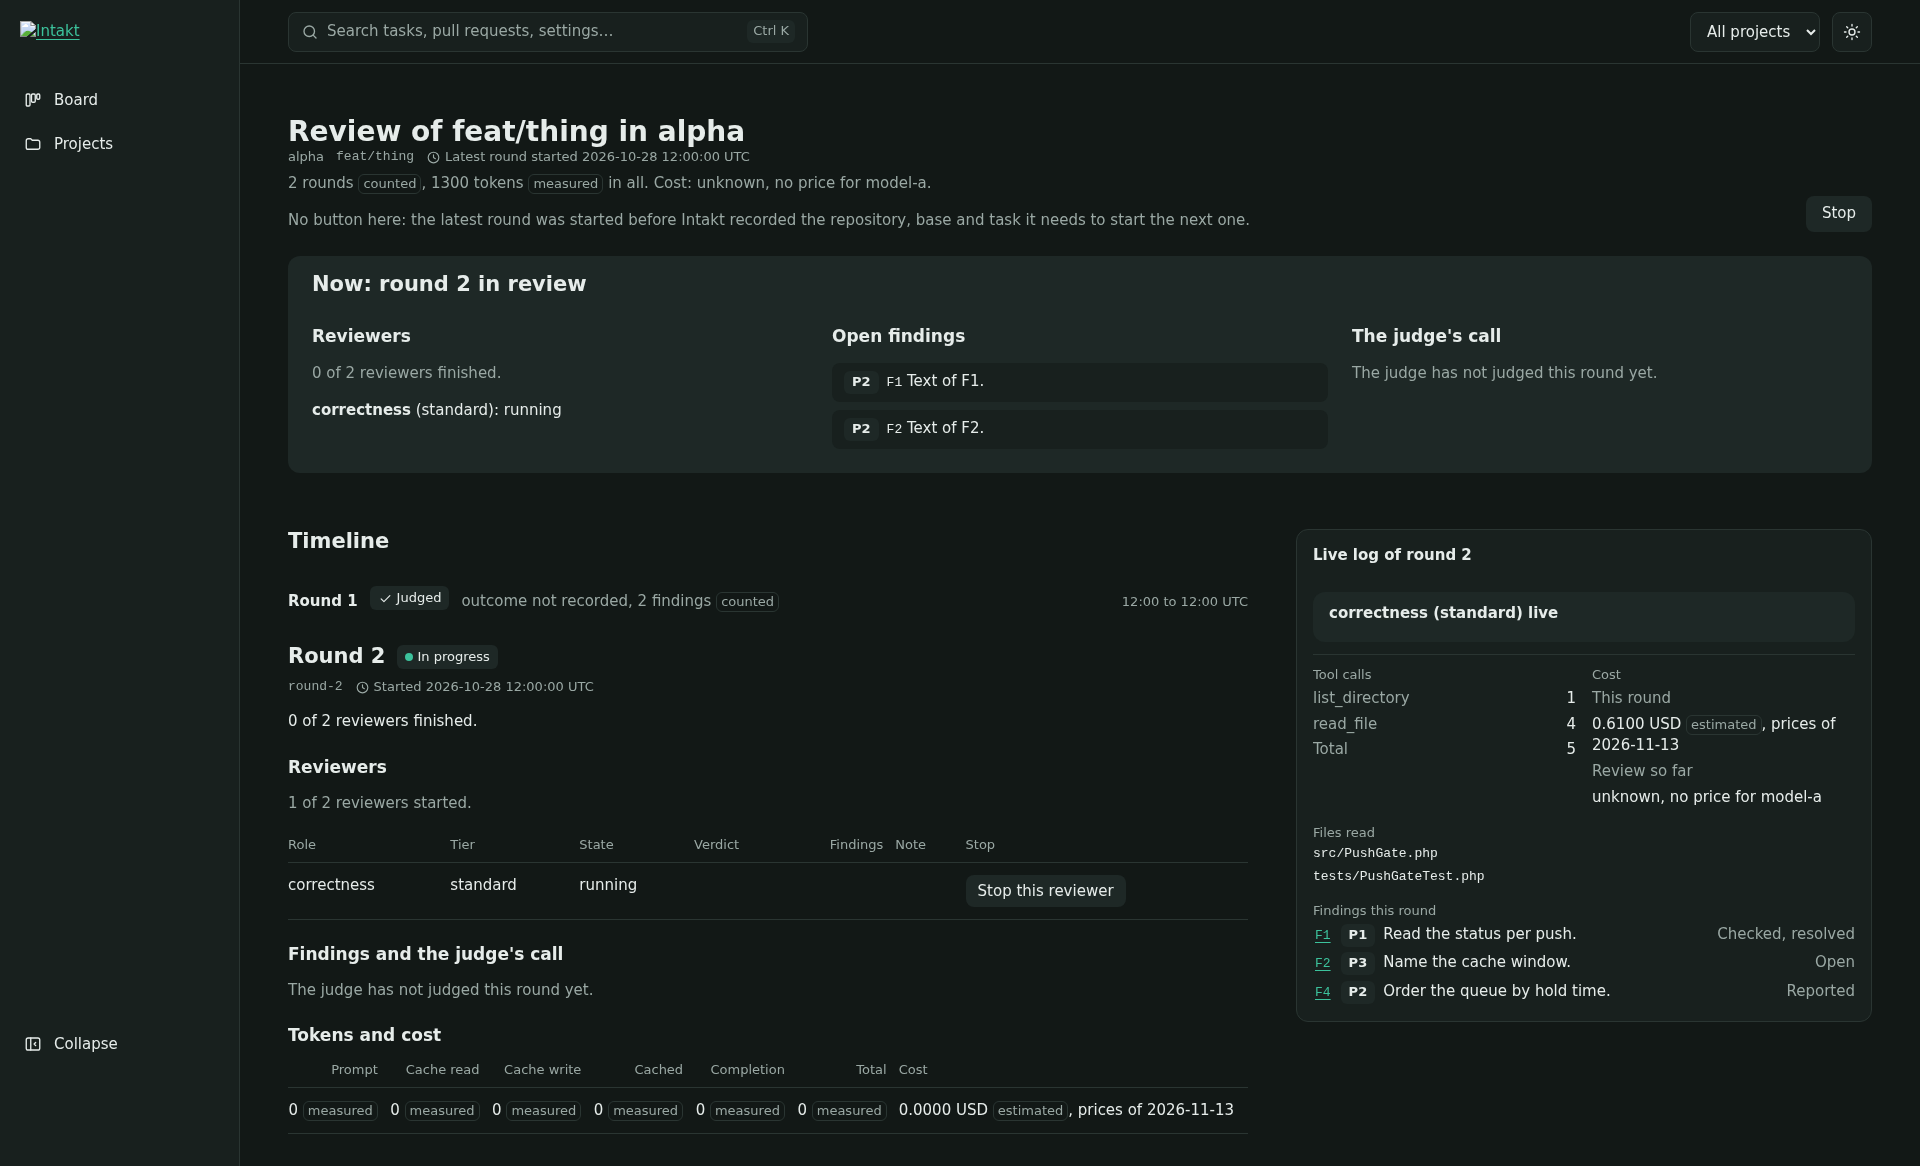 Intakt
Search tasks, pull requests, settings...
Ctrl K
All projects
Board
Projects
Review of feat/thing in alpha
alpha feat/thing Latest round started 2026-10-28 12:00:00 UTC
2 rounds counted, 1300 tokens measured in all. Cost: unknown, no price for model-a.
No button here: the latest round was started before Intakt recorded the repository, base and task it needs to start the next one.
Stop
Now: round 2 in review
Reviewers
0 of 2 reviewers finished.
correctness (standard): running
Open findings
P2 F1 Text of F1.
P2 F2 Text of F2.
The judge's call
The judge has not judged this round yet.
Timeline
Round 1 Judged outcome not recorded, 2 findings counted 12:00 to 12:00 UTC
Round 2 In progress
round-2 Started 2026-10-28 12:00:00 UTC
0 of 2 reviewers finished.
Reviewers
1 of 2 reviewers started.
Role Tier State Verdict Findings Note Stop
correctness standard running Stop this reviewer
Findings and the judge's call
The judge has not judged this round yet.
Tokens and cost
Prompt Cache read Cache write Cached Completion Total Cost
0 measured 0 measured 0 measured 0 measured 0 measured 0 measured 0.0000 USD estimated, prices of 2026-11-13
Live log of round 2
correctness (standard) live
Tool calls
list_directory 1
read_file 4
Total 5
Cost
This round
0.6100 USD estimated, prices of
2026-11-13
Review so far
unknown, no price for model-a
Files read
src/PushGate.php
tests/PushGateTest.php
Findings this round
F1 P1 Read the status per push. Checked, resolved
F2 P3 Name the cache window. Open
F4 P2 Order the queue by hold time. Reported
Collapse